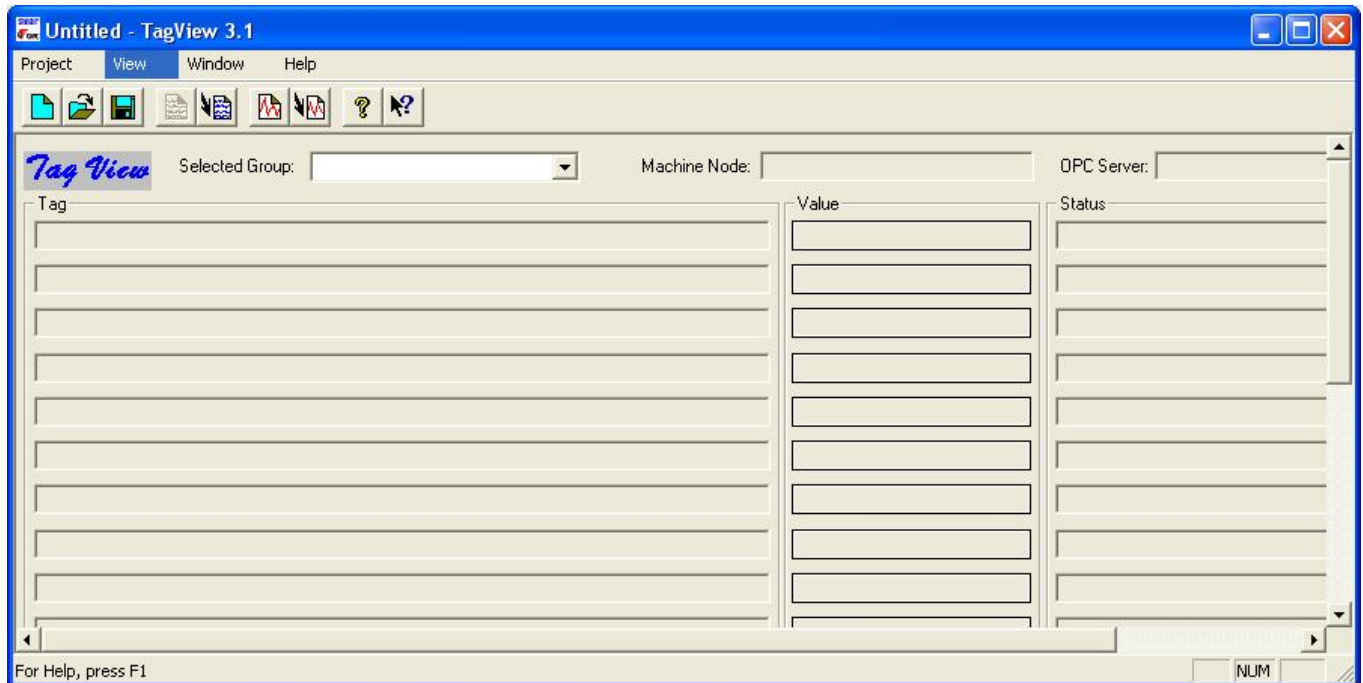 Untitled - TagView 3.1
Project View Window Help
Tag View Selected Group: Machine Node: OPC Server:
Tag Value Status
For Help, press F1 NUM